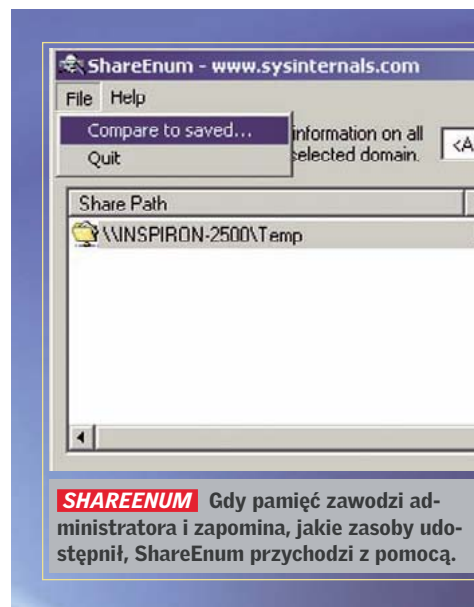 ShareEnum - www.sysinternals.com
File Help
Compare to saved...
Quit
information on all
selected domain.
<A
Share Path
\\INSPIRON-2500\Temp
SHAREENUM Gdy pamięć zawodzi ad-
ministratora i zapomina, jakie zasoby udo-
stępnił, ShareEnum przychodzi z pomocą.